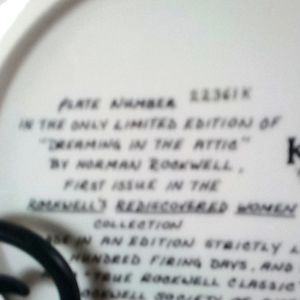 PLATE NUMBER 22361K
IN THE ONLY LIMITED EDITION OF
"DREAMING IN THE ATTIC"
BY NORMAN ROCKWELL,
FIRST ISSUE IN THE
ROCKWELL'S REDISCOVERED WOMEN
COLLECTION
IN AN EDITION STRICTLY
HUNDRED FIRING DAYS, AND
TRUE ROCKWELL CLASSIC
ROCKWELL SOCIETY